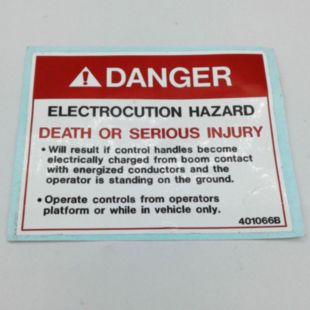 DANGER
ELECTROCUTION HAZARD
DEATH OR SERIOUS INJURY
• Will result if control handles become
electrically charged from boom contact
with energized conductors and the
operator is standing on the ground.
• Operate controls from operators
platform or while in vehicle only.
401066B